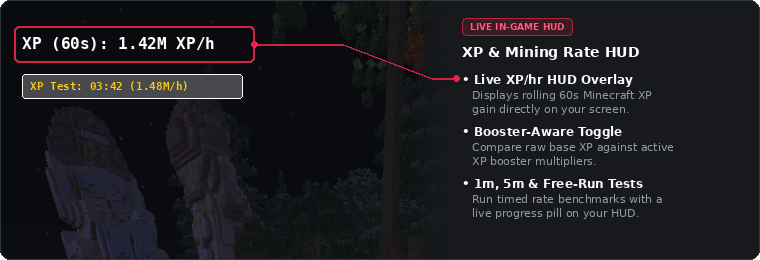 XP (60s): 1.42M XP/h
XP Test: 03:42 (1.48M/h)
LIVE IN-GAME HUD
XP & Mining Rate HUD
• Live XP/hr HUD Overlay
Displays rolling 60s Minecraft XP
gain directly on your screen.
• Booster-Aware Toggle
Compare raw base XP against active
XP booster multipliers.
• 1m, 5m & Free-Run Tests
Run timed rate benchmarks with a
live progress pill on your HUD.